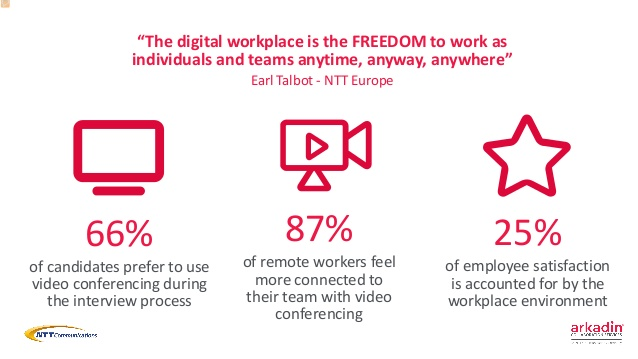 “The digital workplace is the FREEDOM to work as
individuals and teams anytime, anyway, anywhere”
Earl Talbot - NTT Europe
66%
of candidates prefer to use
video conferencing during
the interview process
87%
of remote workers feel
more connected to
their team with video
conferencing
25%
of employee satisfaction
is accounted for by the
workplace environment
NTT Communications
arkadin
COLLABORATION SERVICES